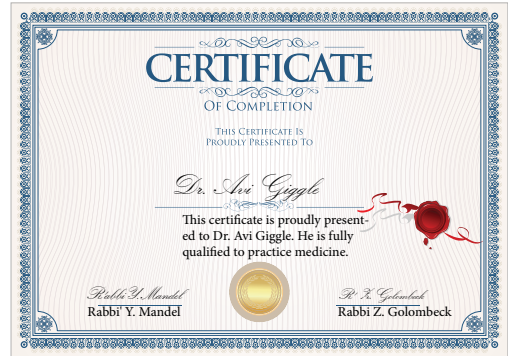 CERTIFICATE
OF COMPLETION
THIS CERTIFICATE IS
PROUDLY PRESENTED TO
Dr. Avi Giggle
This certificate is proudly present-
ed to Dr. Avi Giggle. He is fully
qualified to practice medicine.
Rabbi Y. Mandel
Rabbi' Y. Mandel
R' Z. Golombeck
Rabbi Z. Golombeck